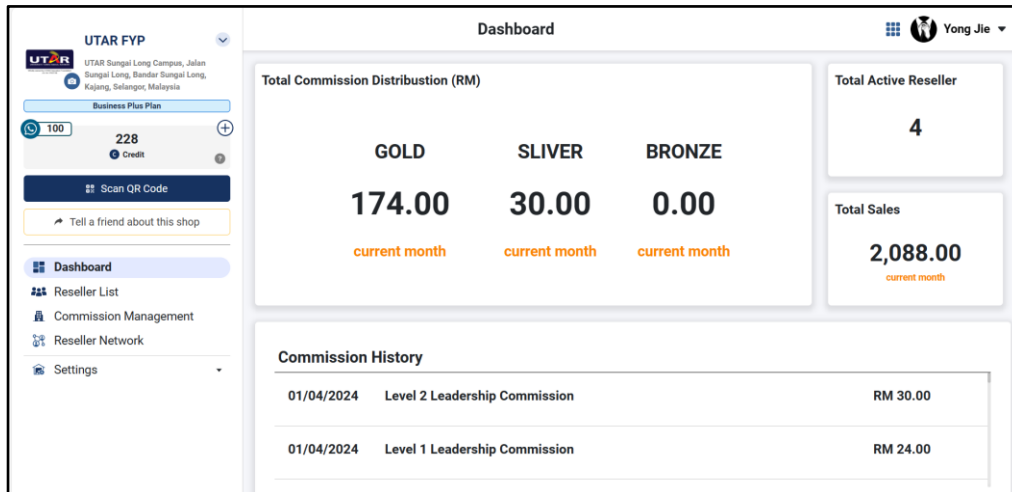 UTAR FYP
UTAR
UTAR Sungai Long Campus, Jalan
Sungai Long, Bandar Sungai Long,
Kajang, Selangor, Malaysia
Business Plus Plan
100
228
C Credit
?
Scan QR Code
Tell a friend about this shop
Dashboard
Reseller List
Commission Management
Reseller Network
Settings
Dashboard
Yong Jie
Total Commission Distribustion (RM)
GOLD SLIVER BRONZE
174.00 30.00 0.00
current month current month current month
Total Active Reseller
4
Total Sales
2,088.00
current month
Commission History
01/04/2024 Level 2 Leadership Commission RM 30.00
01/04/2024 Level 1 Leadership Commission RM 24.00